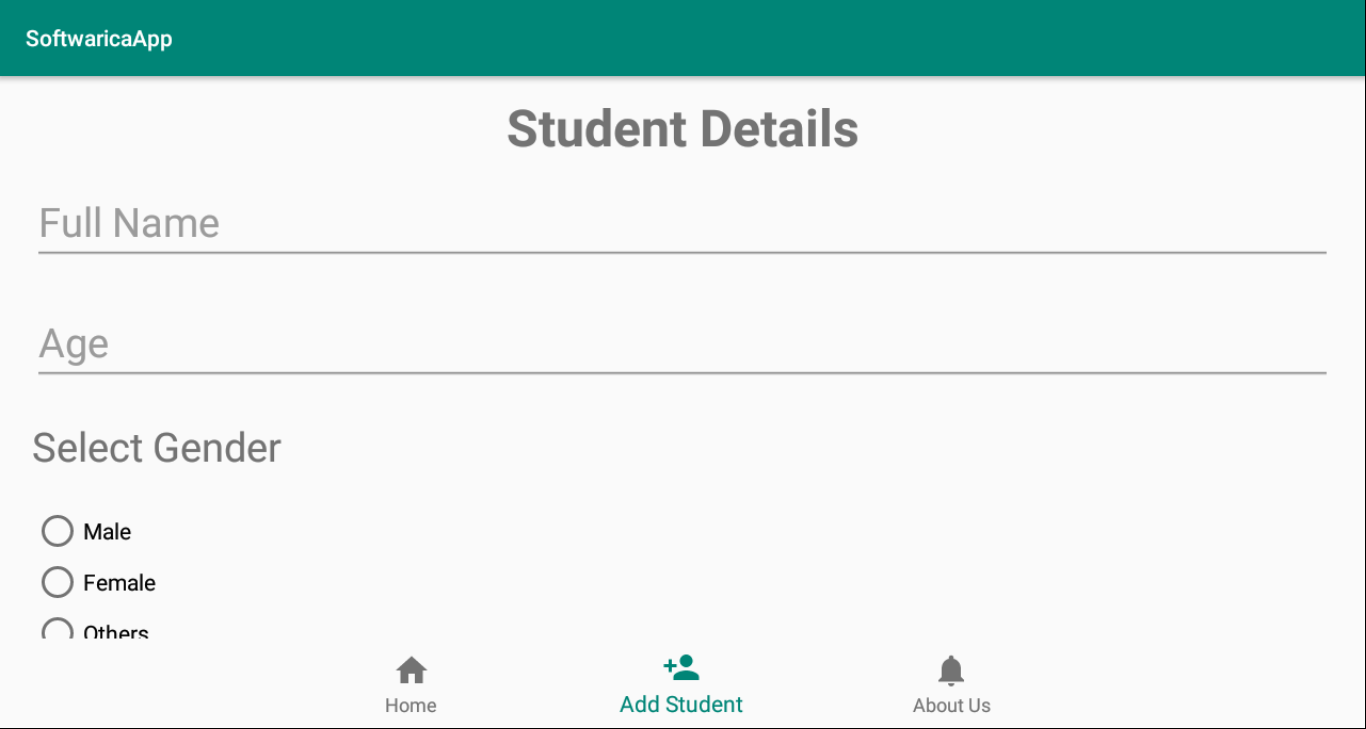 SoftwaricaApp
Student Details
Full Name
Age
Select Gender
Male
Female
Others
Home
Add Student
About Us